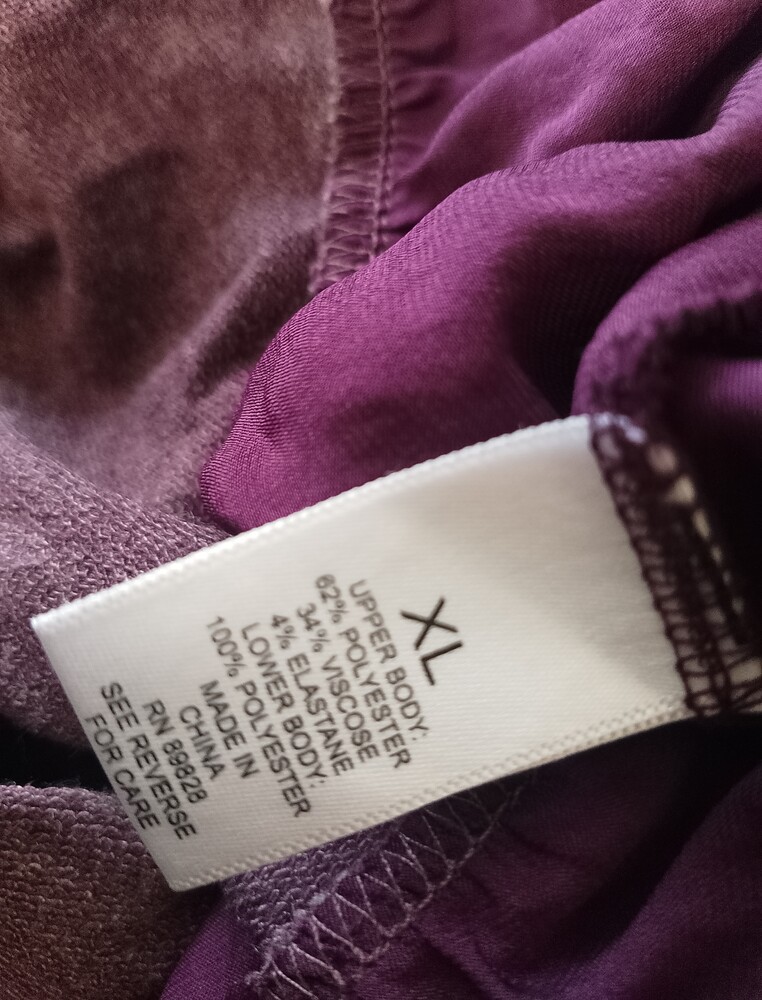 XL
UPPER BODY:
62% POLYESTER
34% VISCOSE
4% ELASTANE
LOWER BODY:
100% POLYESTER
MADE IN
CHINA
RN 89828
SEE REVERSE
FOR CARE